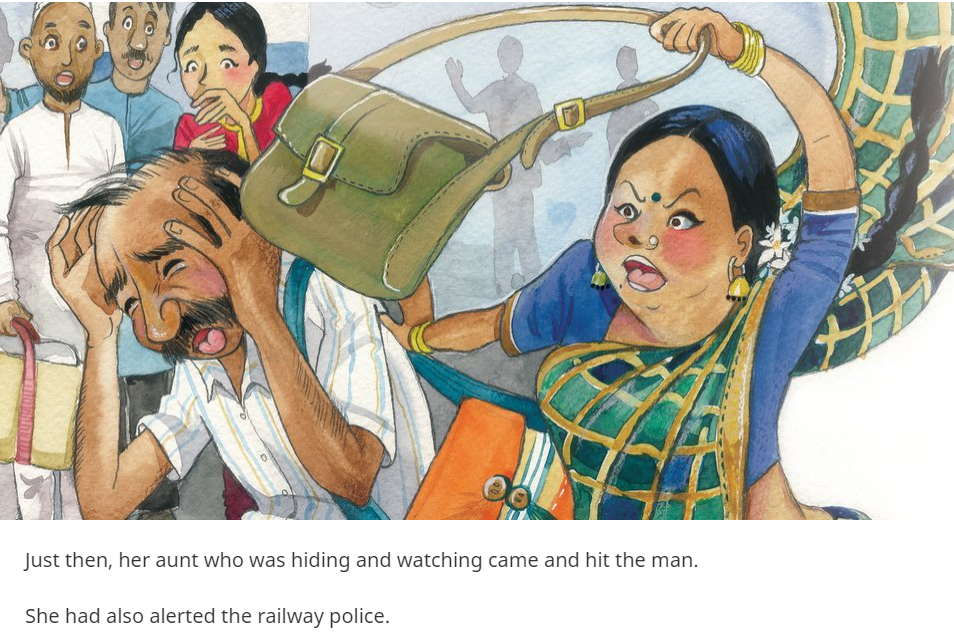 Just then, her aunt who was hiding and watching came and hit the man.
She had also alerted the railway police.